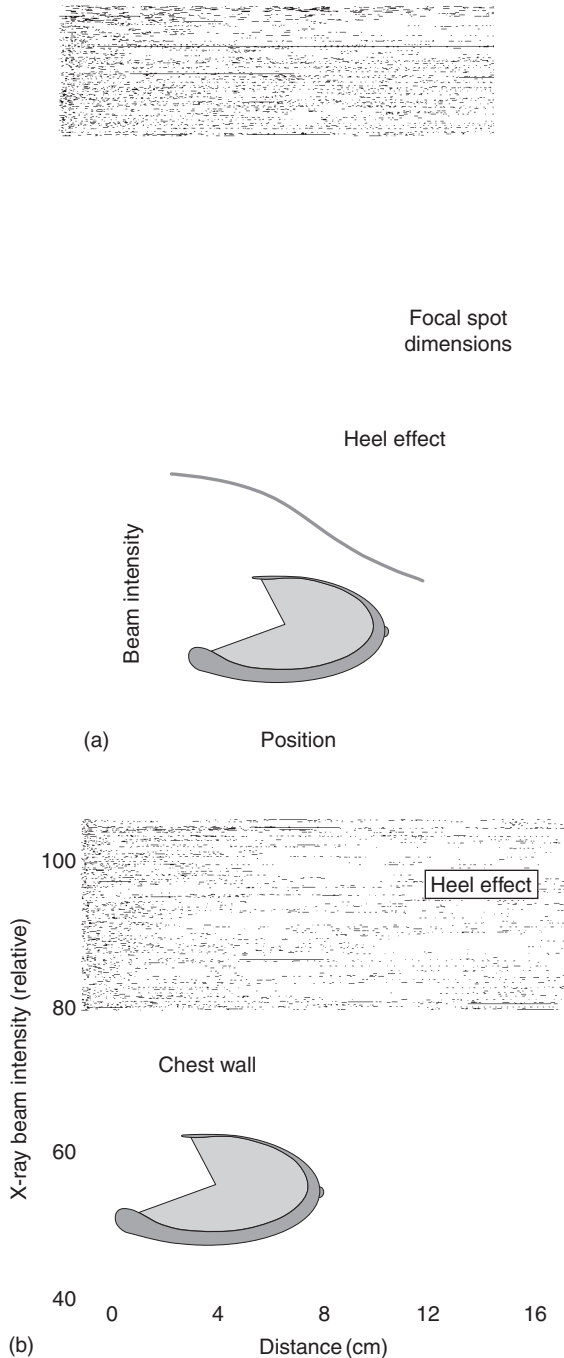 Focal spot
dimensions
Heel effect
Beam intensity
(a)
Position
X-ray beam intensity (relative)
100
80
60
40
Heel effect
Chest wall
0 4 8 12 16
(b)
Distance (cm)